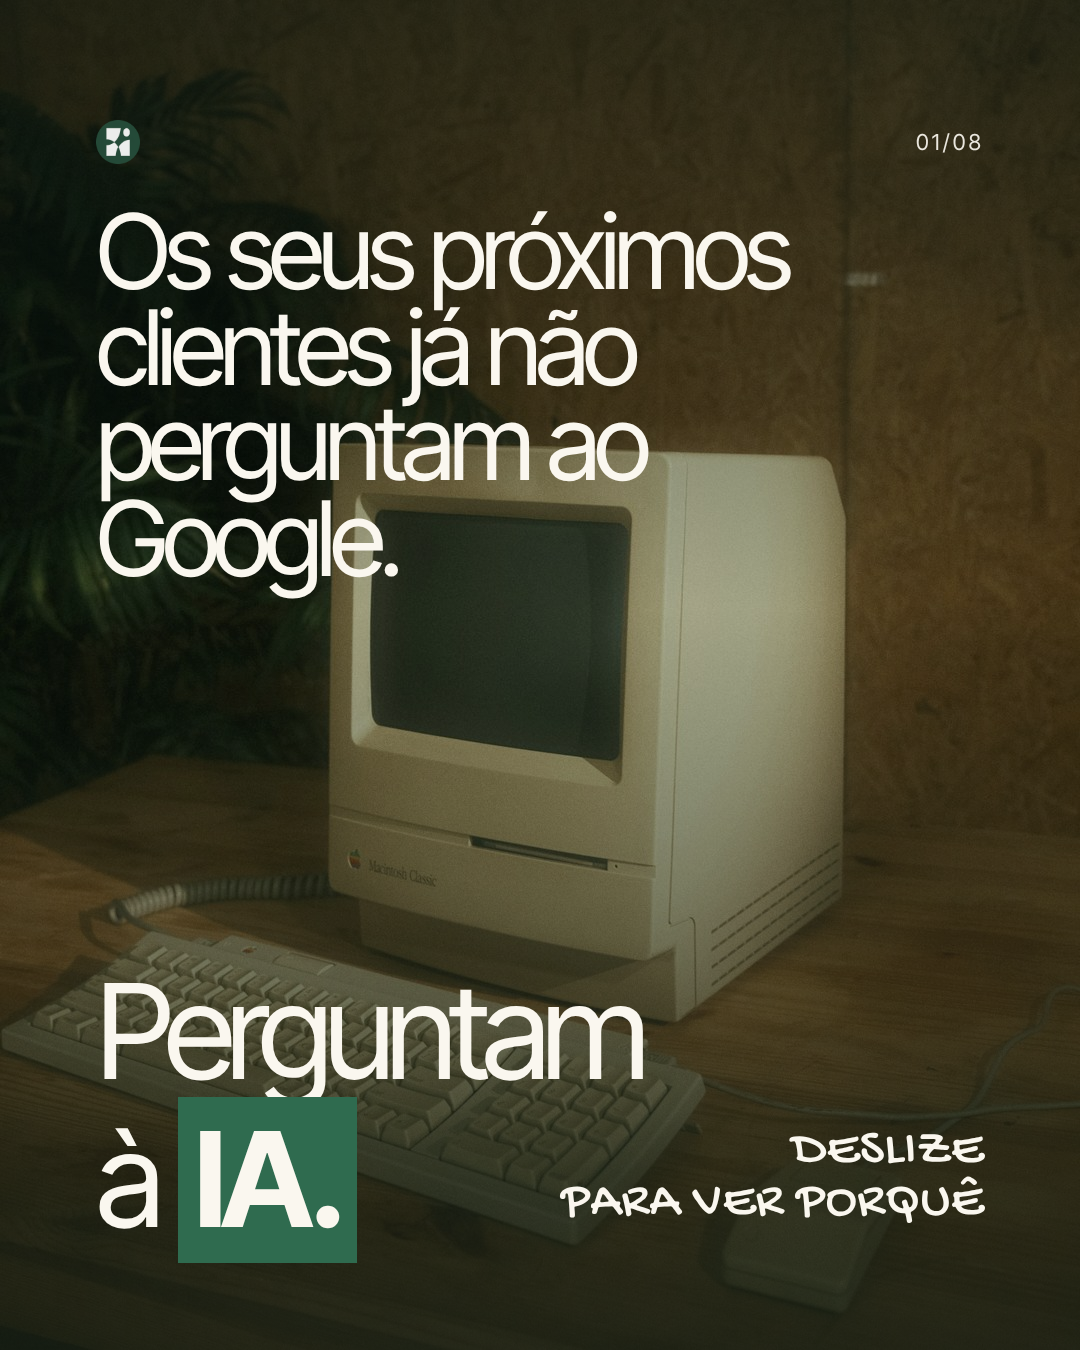 01/08
Os seus próximos
clientes já não
perguntam ao
Google.
Macintosh Classic
Perguntam
à IA.
DESLIZE
PARA VER PORQUÊ